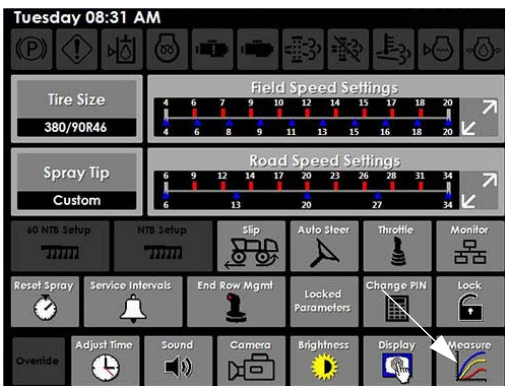 Tuesday 08:31 AM
Tire Size
380/90R46
Field Speed Settings
4 6 7 9 10 12 14 15 17 18 20
4 6 8 9 11 13 15 16 18 20
Spray Tip
Custom
Road Speed Settings
6 9 12 14 17 20 23 26 28 31 34
6 13 20 27 34
60 NTB Setup
NTB Setup
Slip
Auto Steer
Throttle
Monitor
Reset Spray
Service Intervals
End Row Mgmt
Locked
Parameters
Change PIN
Lock
Override
Adjust Time
Sound
Camera
Brightness
Display
Measure